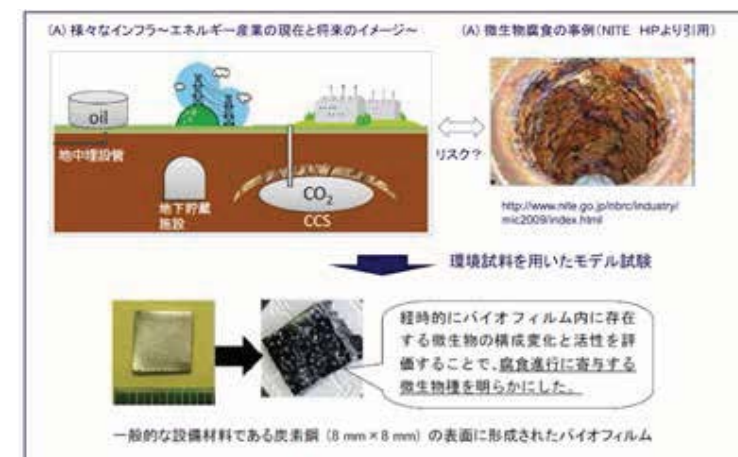 (A) 様々なインフラ～エネルギー産業の現在と将来のイメージ～
(A) 微生物腐食の事例(NITE HPより引用)
oil
地中埋設管
地下貯蔵
施設
CO2
CCS
リスク?
http://www.nite.go.jp/nbrc/industry/
mic2009/index.html
環境試料を用いたモデル試験
経時的にバイオフィルム内に存在
する微生物の構成変化と活性を評
価することで、腐食進行に寄与する
微生物種を明らかにした。
一般的な設備材料である炭素鋼 (8 mm×8 mm) の表面に形成されたバイオフィルム